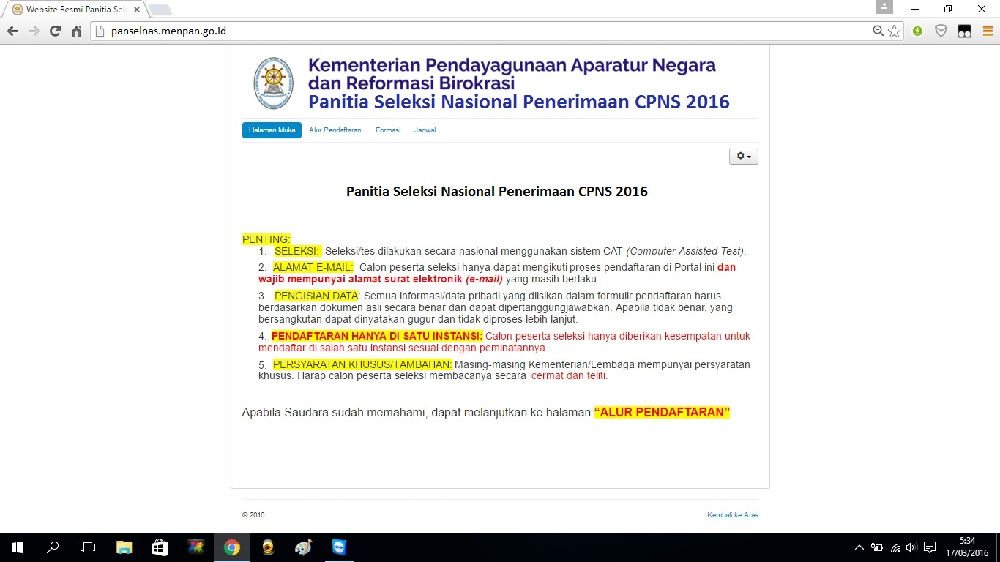 Website Resmi Panitia Sele
panselnas.menpan.go.id
Kementerian Pendayagunaan Aparatur Negara
dan Reformasi Birokrasi
Panitia Seleksi Nasional Penerimaan CPNS 2016
Halaman Muka Alur Pendaftaran Formasi Jadwal
Panitia Seleksi Nasional Penerimaan CPNS 2016
PENTING:
1. SELEKSI: Seleksi/tes dilakukan secara nasional menggunakan sistem CAT (Computer Assisted Test).
2. ALAMAT E-MAIL: Calon peserta seleksi hanya dapat mengikuti proses pendaftaran di Portal ini dan
wajib mempunyai alamat surat elektronik (e-mail) yang masih berlaku.
3. PENGISIAN DATA: Semua informasi/data pribadi yang diisikan dalam formulir pendaftaran harus
berdasarkan dokumen asli secara benar dan dapat dipertanggungjawabkan. Apabila tidak benar, yang
bersangkutan dapat dinyatakan gugur dan tidak diproses lebih lanjut.
4. PENDAFTARAN HANYA DI SATU INSTANSI: Calon peserta seleksi hanya diberikan kesempatan untuk
mendaftar di salah satu instansi sesuai dengan peminatannya.
5. PERSYARATAN KHUSUS/TAMBAHAN: Masing-masing Kementerian/Lembaga mempunyai persyaratan
khusus. Harap calon peserta seleksi membacanya secara cermat dan teliti.
Apabila Saudara sudah memahami, dapat melanjutkan ke halaman “ALUR PENDAFTARAN”
© 2016 Kembali ke Atas
5:34
17/03/2016